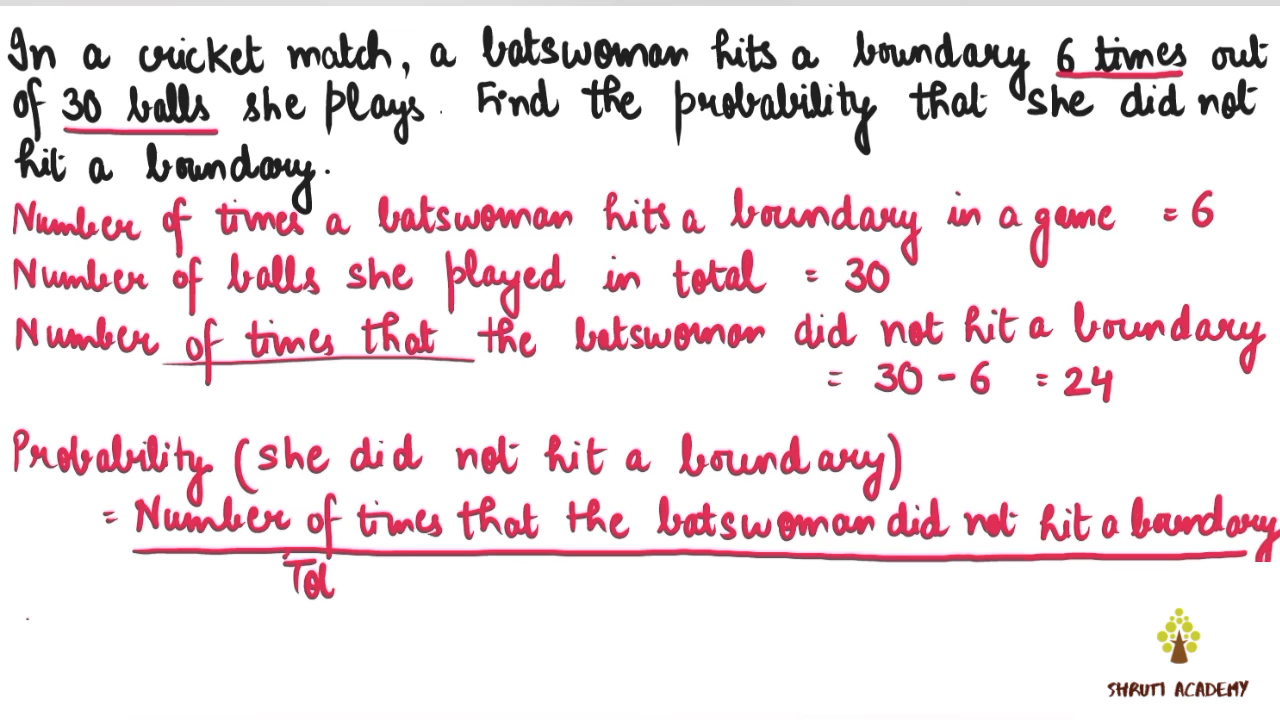 In a cricket match, a batswoman hits a boundary 6 times out
of 30 balls she plays. Find the probability that she did not
hit a boundary.
Number of times a batswoman hits a boundary in a game = 6
Number of balls she played in total = 30
Number of times that the batswoman did not hit a boundary
= 30 - 6 = 24
Probability (she did not hit a boundary)
= Number of times that the batswoman did not hit a boundary
Tot
SHRUTI ACADEMY